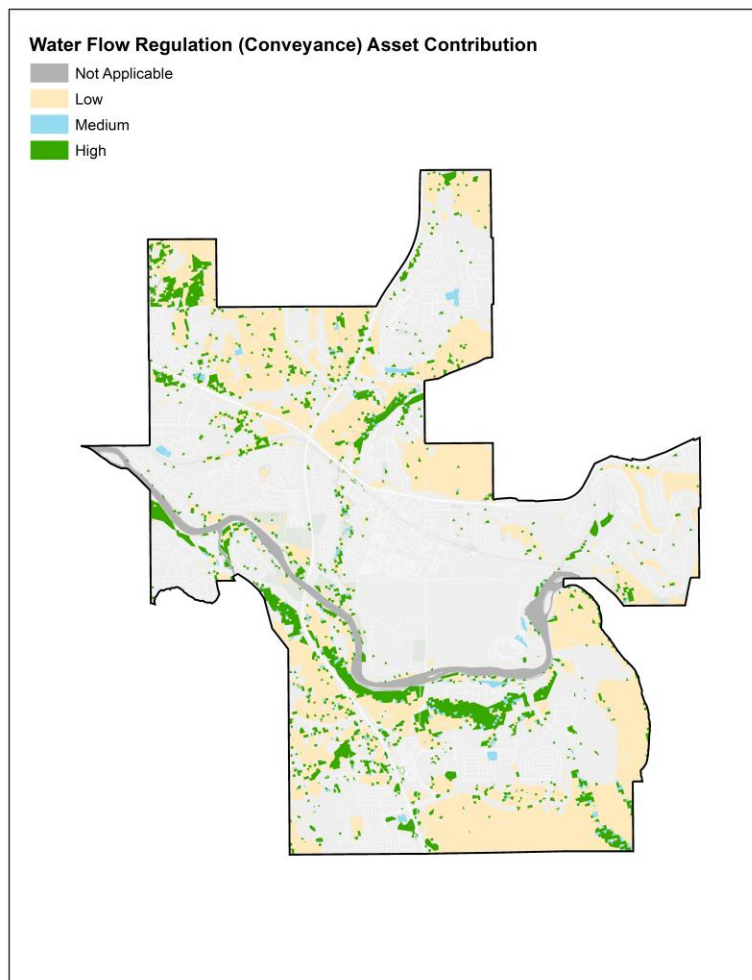 Water Flow Regulation (Conveyance) Asset Contribution
Not Applicable
Low
Medium
High